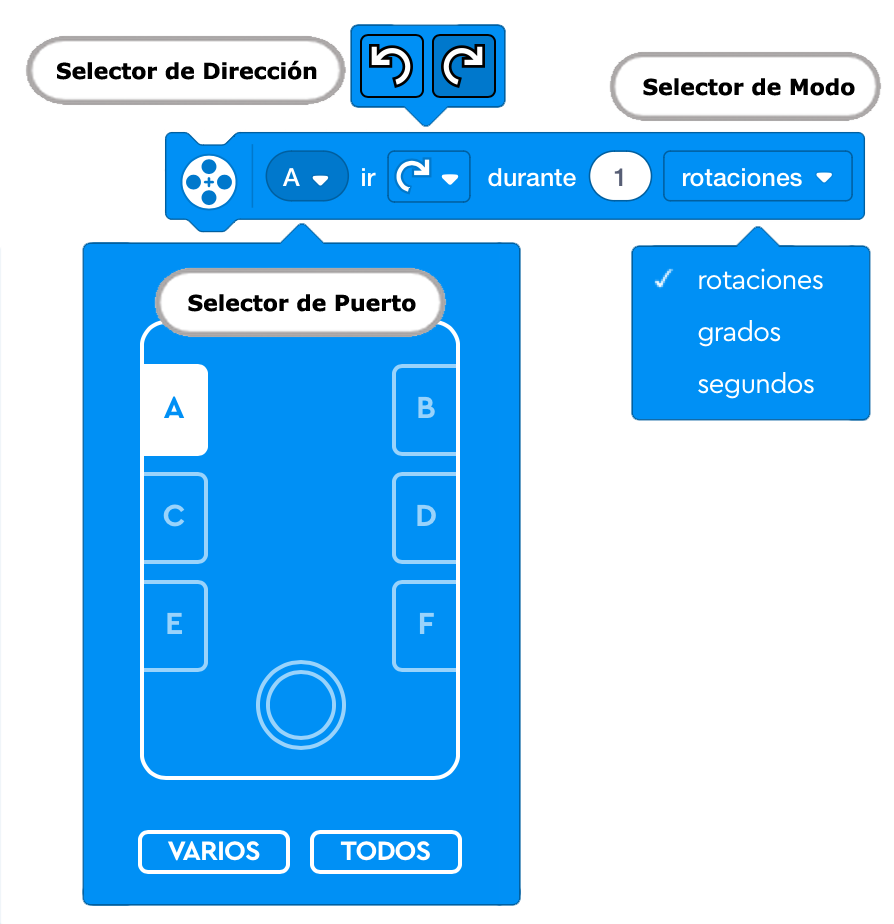 Selector de Dirección
Selector de Modo
A ir durante 1 rotaciones
Selector de Puerto
rotaciones
grados
segundos
A B
C D
E F
VARIOS TODOS